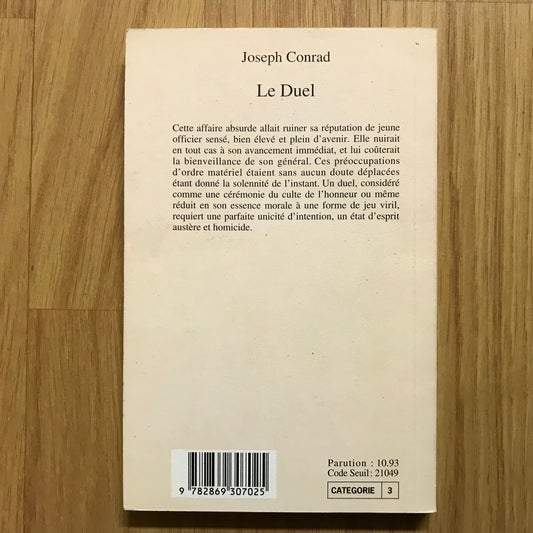 Joseph Conrad
Le Duel
Cette affaire absurde allait ruiner sa réputation de jeune
officier sensé, bien élevé et plein d'avenir. Elle nuirait
en tout cas à son avancement immédiat, et lui coûterait
la bienveillance de son général. Ces préoccupations
d'ordre matériel étaient sans aucun doute déplacées
étant donné la solennité de l'instant. Un duel, considéré
comme une cérémonie du culte de l'honneur ou même
réduit en son essence morale à une forme de jeu viril,
requiert une parfaite unicité d'intention, un état d'esprit
austère et homicide.
9 782869 307025
Parution : 10.93
Code Seuil : 21049
CATEGORIE 3